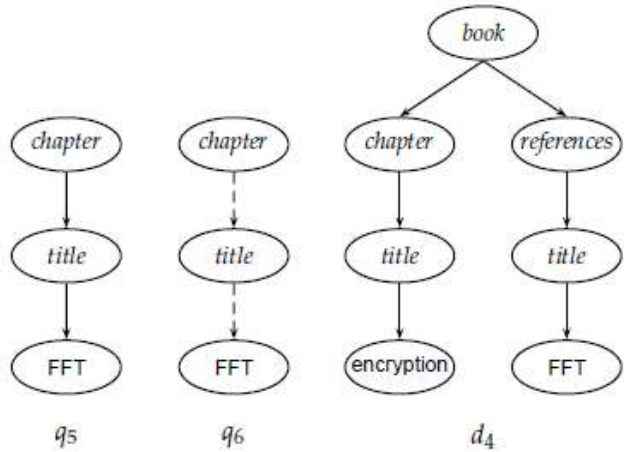 book
chapter chapter chapter references
title title title title
FFT FFT encryption FFT
q5 q6 d4